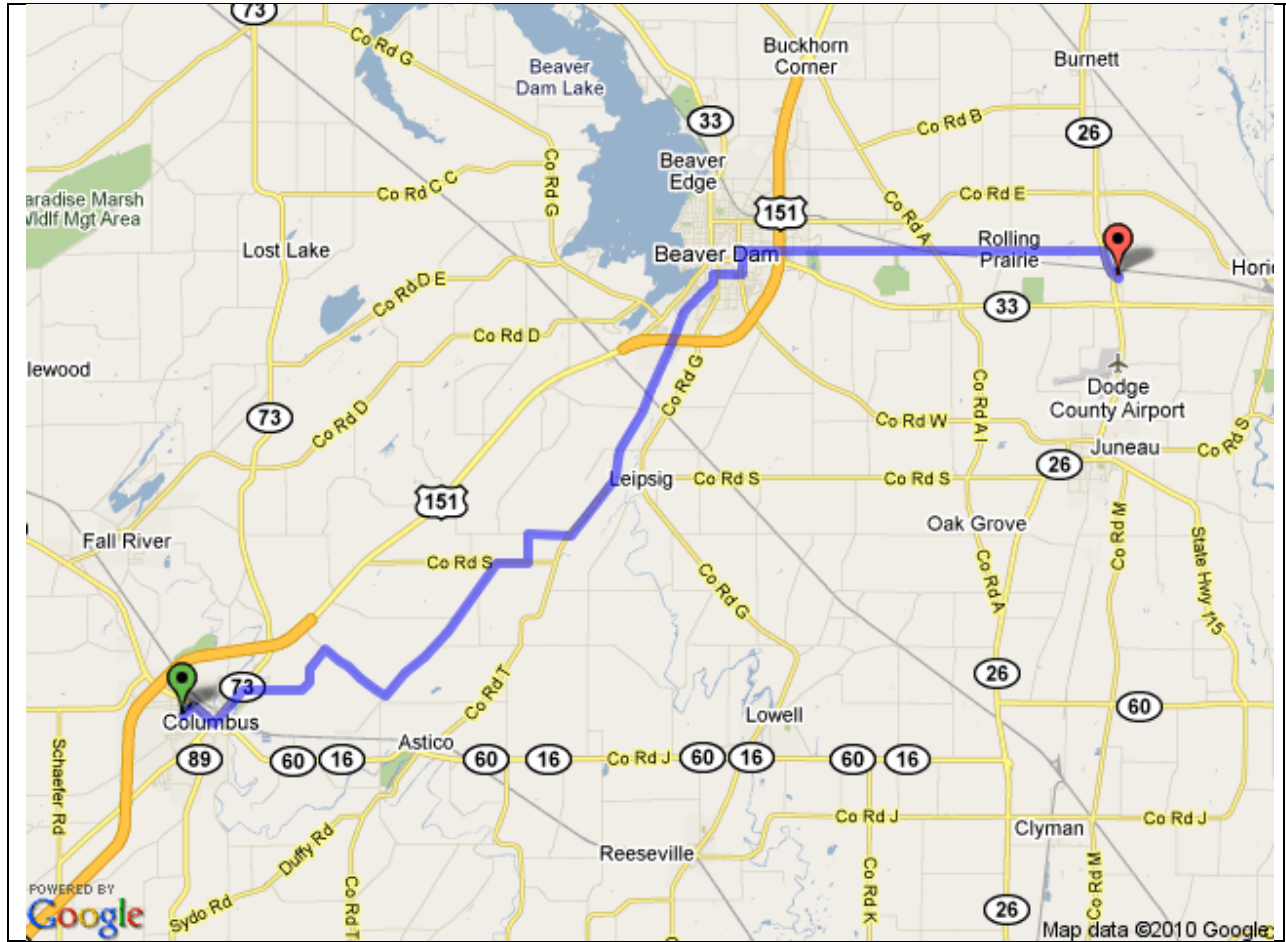 73
Co Rd G
Buckhorn
Corner
Burnett
Beaver
Dam Lake
33
Co Rd B
26
Beaver
Edge
Co Rd C C
Co Rd G
Co Rd E
aradise Marsh
Wldlf Mgt Area
151
Co Rd A
Lost Lake
Beaver Dam
Rolling
Prairie
Horic
Co Rd D E
33
Co Rd D
lewood
Co Rd G
Dodge
County Airport
Co Rd A I
73
Co Rd D
Co Rd W
Juneau
Co Rd S
26
Leipsig
Co Rd S
Co Rd S
151
Fall River
Oak Grove
Co Rd M
State Hwy 115
Co Rd S
Co Rd G
Co Rd A
73
26
Co Rd T
60
Columbus
Lowell
Astico
89
60
16
60
16
Co Rd J
60
16
60
16
Schaefer Rd
Co Rd J
Co Rd J
Clyman
Duffy Rd
Reeseville
Co Rd T
Co Rd K
Co Rd M
POWERED BY
Google
Sydo Rd
26
Map data ©2010 Google